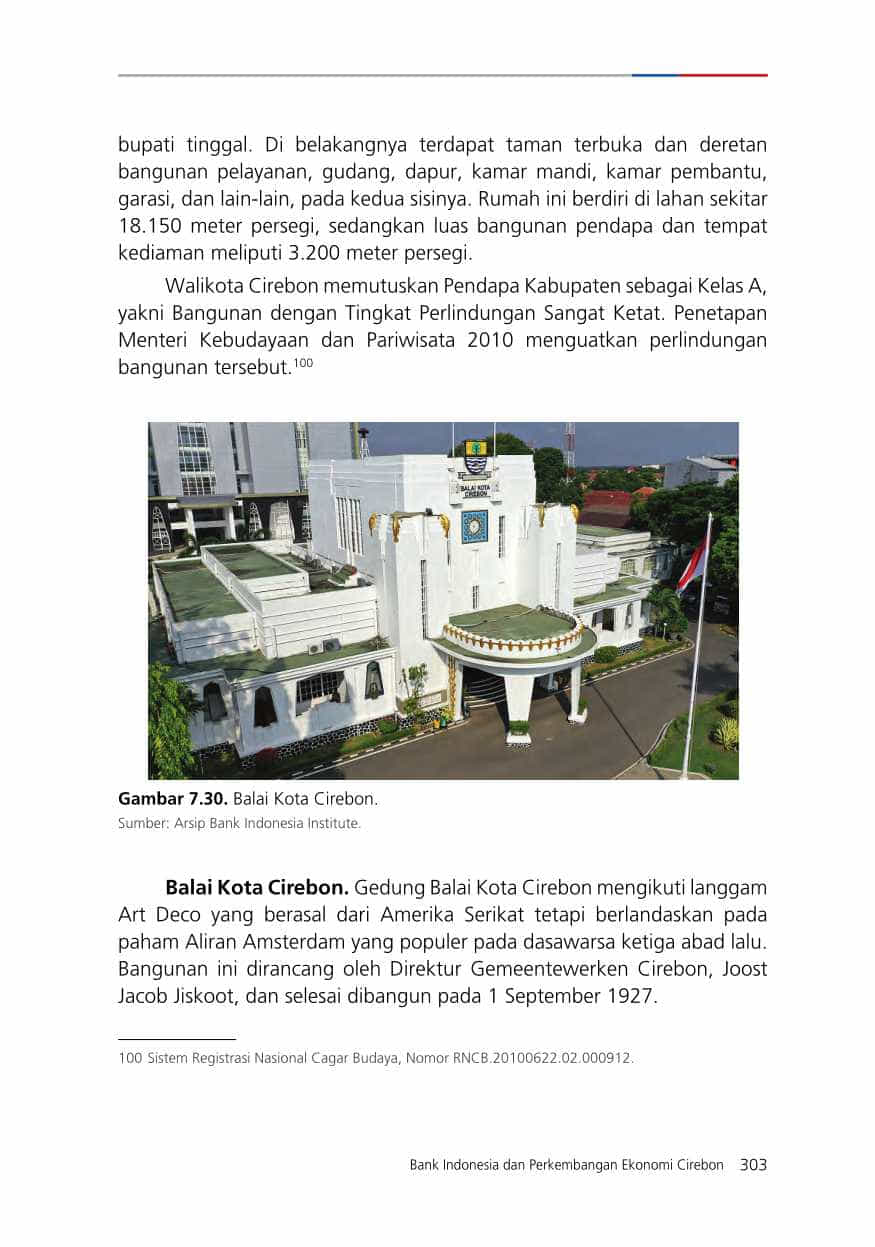 bupati tinggal. Di belakangnya terdapat taman terbuka dan deretan
bangunan pelayanan, gudang, dapur, kamar mandi, kamar pembantu,
garasi, dan lain-lain, pada kedua sisinya. Rumah ini berdiri di lahan sekitar
18.150 meter persegi, sedangkan luas bangunan pendapa dan tempat
kediaman meliputi 3.200 meter persegi.
Walikota Cirebon memutuskan Pendapa Kabupaten sebagai Kelas A,
yakni Bangunan dengan Tingkat Perlindungan Sangat Ketat. Penetapan
Menteri Kebudayaan dan Pariwisata 2010 menguatkan perlindungan
bangunan tersebut.100
BALAI KOTA
CIREBON
Gambar 7.30. Balai Kota Cirebon.
Sumber: Arsip Bank Indonesia Institute.
Balai Kota Cirebon. Gedung Balai Kota Cirebon mengikuti langgam
Art Deco yang berasal dari Amerika Serikat tetapi berlandaskan pada
paham Aliran Amsterdam yang populer pada dasawarsa ketiga abad lalu.
Bangunan ini dirancang oleh Direktur Gemeentewerken Cirebon, Joost
Jacob Jiskoot, dan selesai dibangun pada 1 September 1927.
100 Sistem Registrasi Nasional Cagar Budaya, Nomor RNCB.20100622.02.000912.
Bank Indonesia dan Perkembangan Ekonomi Cirebon 303